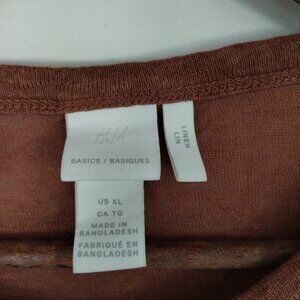 H&M
BASICS / BASIQUES
US XL
CA TG
MADE IN
BANGLADESH
FABRIQUÉ EN
BANGLADESH
LINEN
LIN